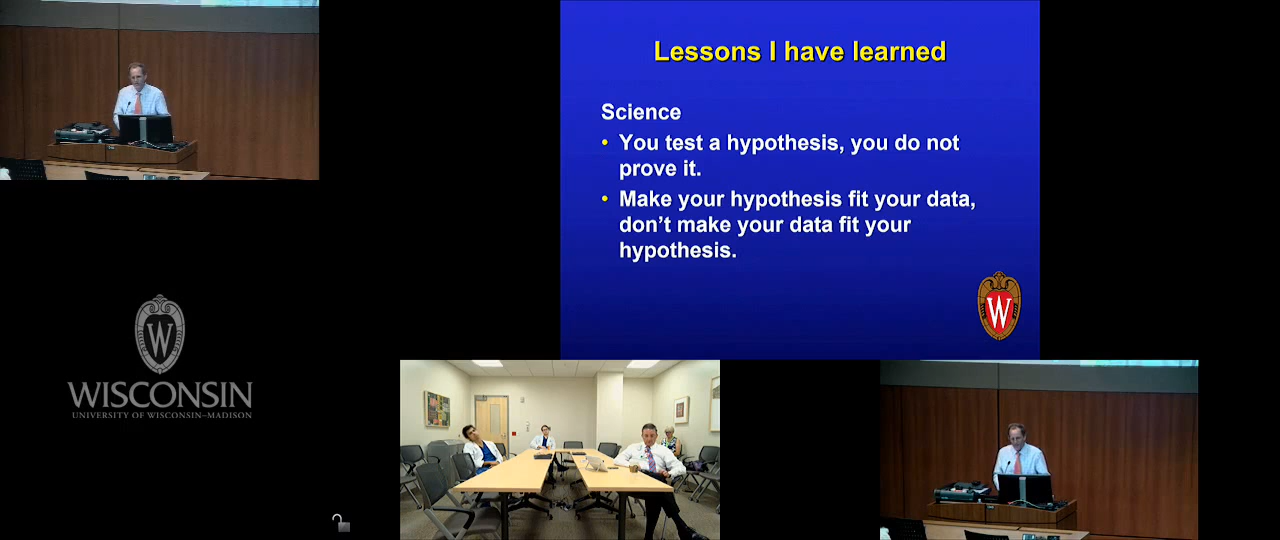 Lessons I have learned
Science
• You test a hypothesis, you do not
prove it.
• Make your hypothesis fit your data,
don't make your data fit your
hypothesis.
W
W
WISCONSIN
UNIVERSITY OF WISCONSIN–MADISON